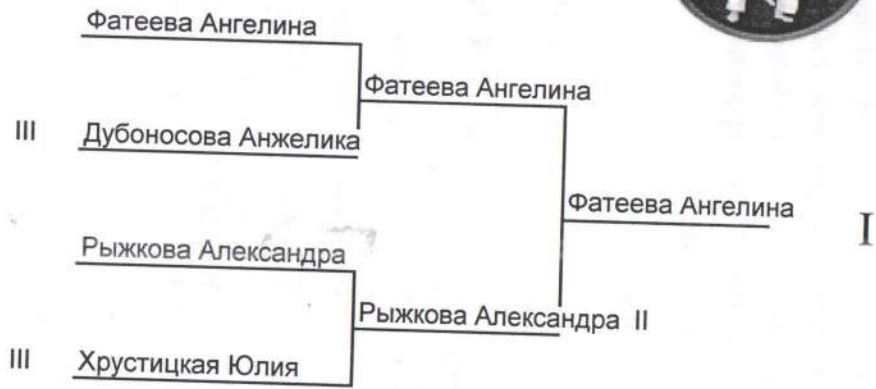 Фатеева Ангелина
Фатеева Ангелина
III Дубоносова Анжелика
Фатеева Ангелина I
Рыжкова Александра
Рыжкова Александра II
III Хрустицкая Юлия